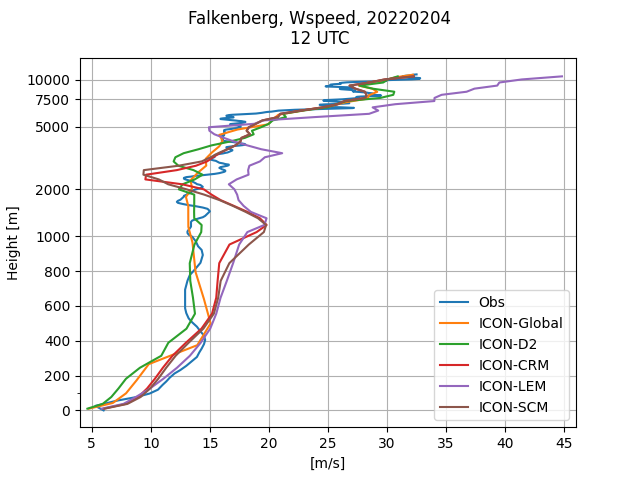 Falkenberg, Wspeed, 20220204
12 UTC
10000
7500
5000
2000
1000
800
600
400
200
0
Height [m]
Obs
ICON-Global
ICON-D2
ICON-CRM
ICON-LEM
ICON-SCM
5 10 15 20 25 30 35 40 45
[m/s]